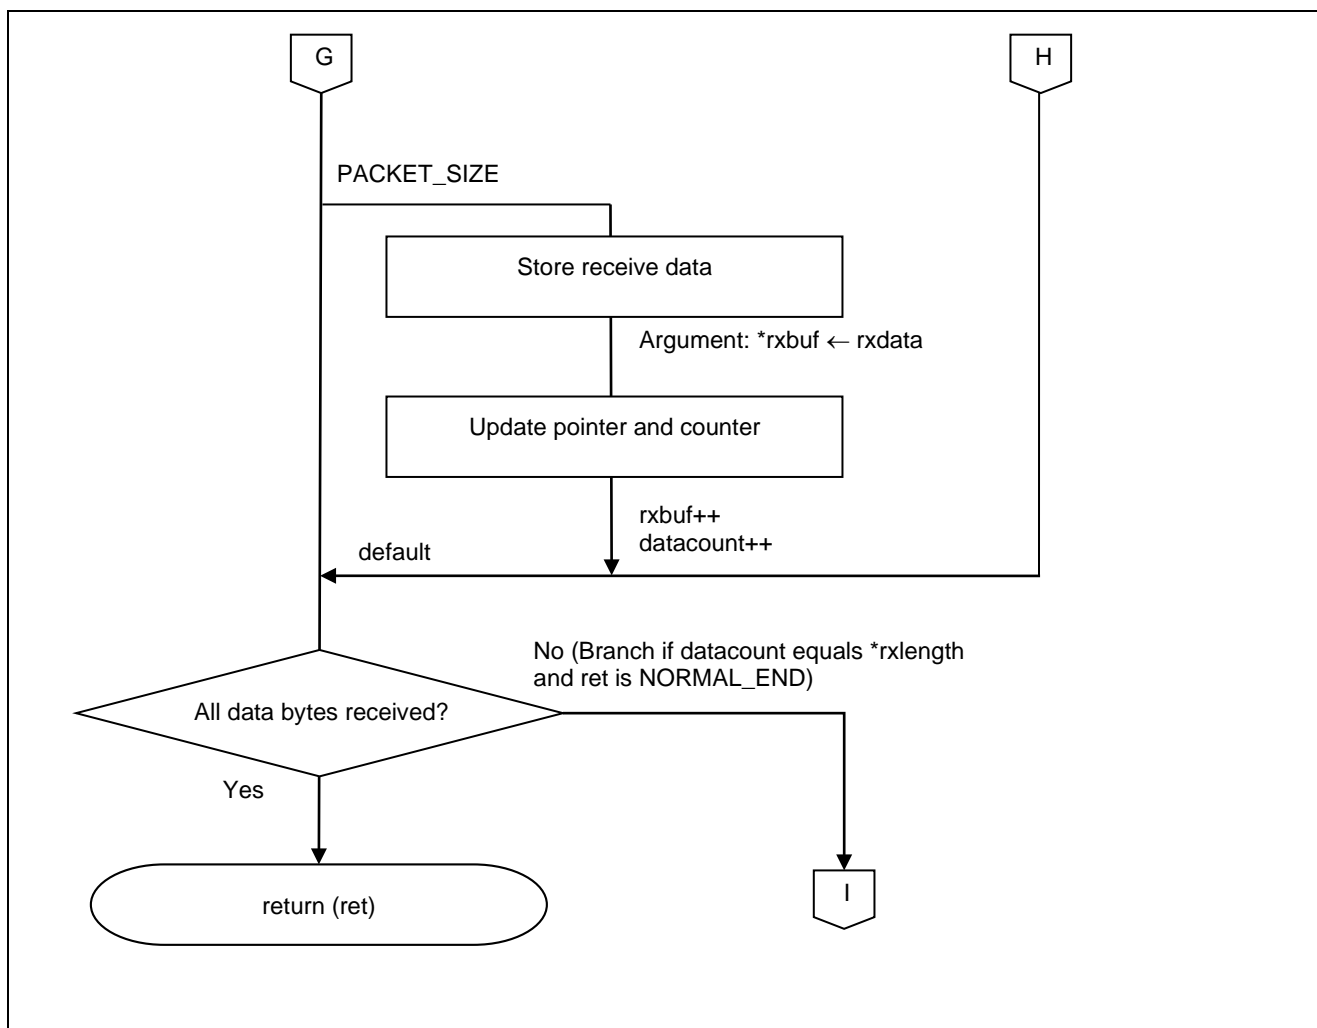 G
H
PACKET_SIZE
Store receive data
Argument: *rxbuf ← rxdata
Update pointer and counter
rxbuf++
datacount++
default
No (Branch if datacount equals *rxlength
and ret is NORMAL_END)
All data bytes received?
Yes
return (ret)
I